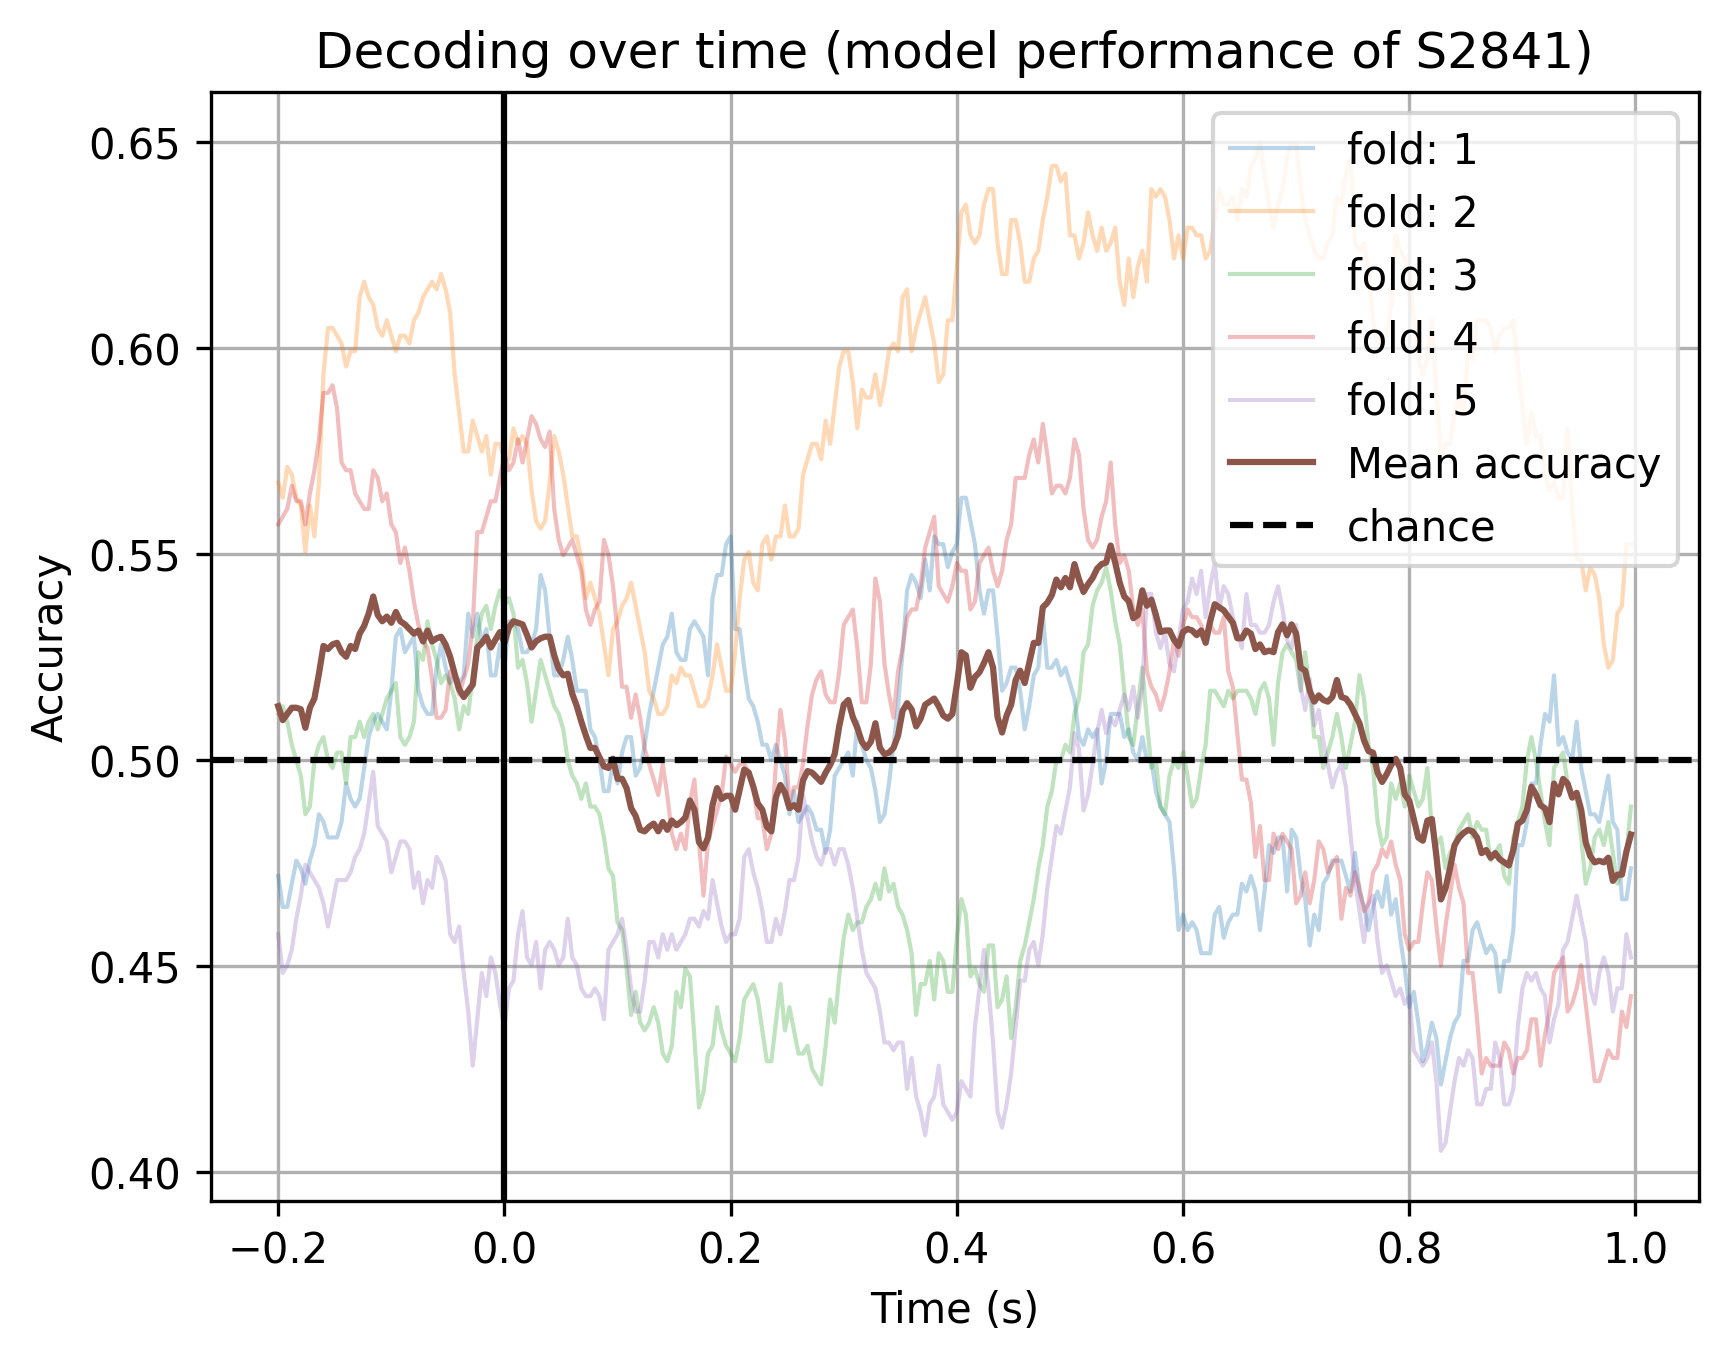 Decoding over time (model performance of S2841)
Accuracy
0.65
0.60
0.55
0.50
0.45
0.40
fold: 1
fold: 2
fold: 3
fold: 4
fold: 5
Mean accuracy
chance
−0.2 0.0 0.2 0.4 0.6 0.8 1.0
Time (s)